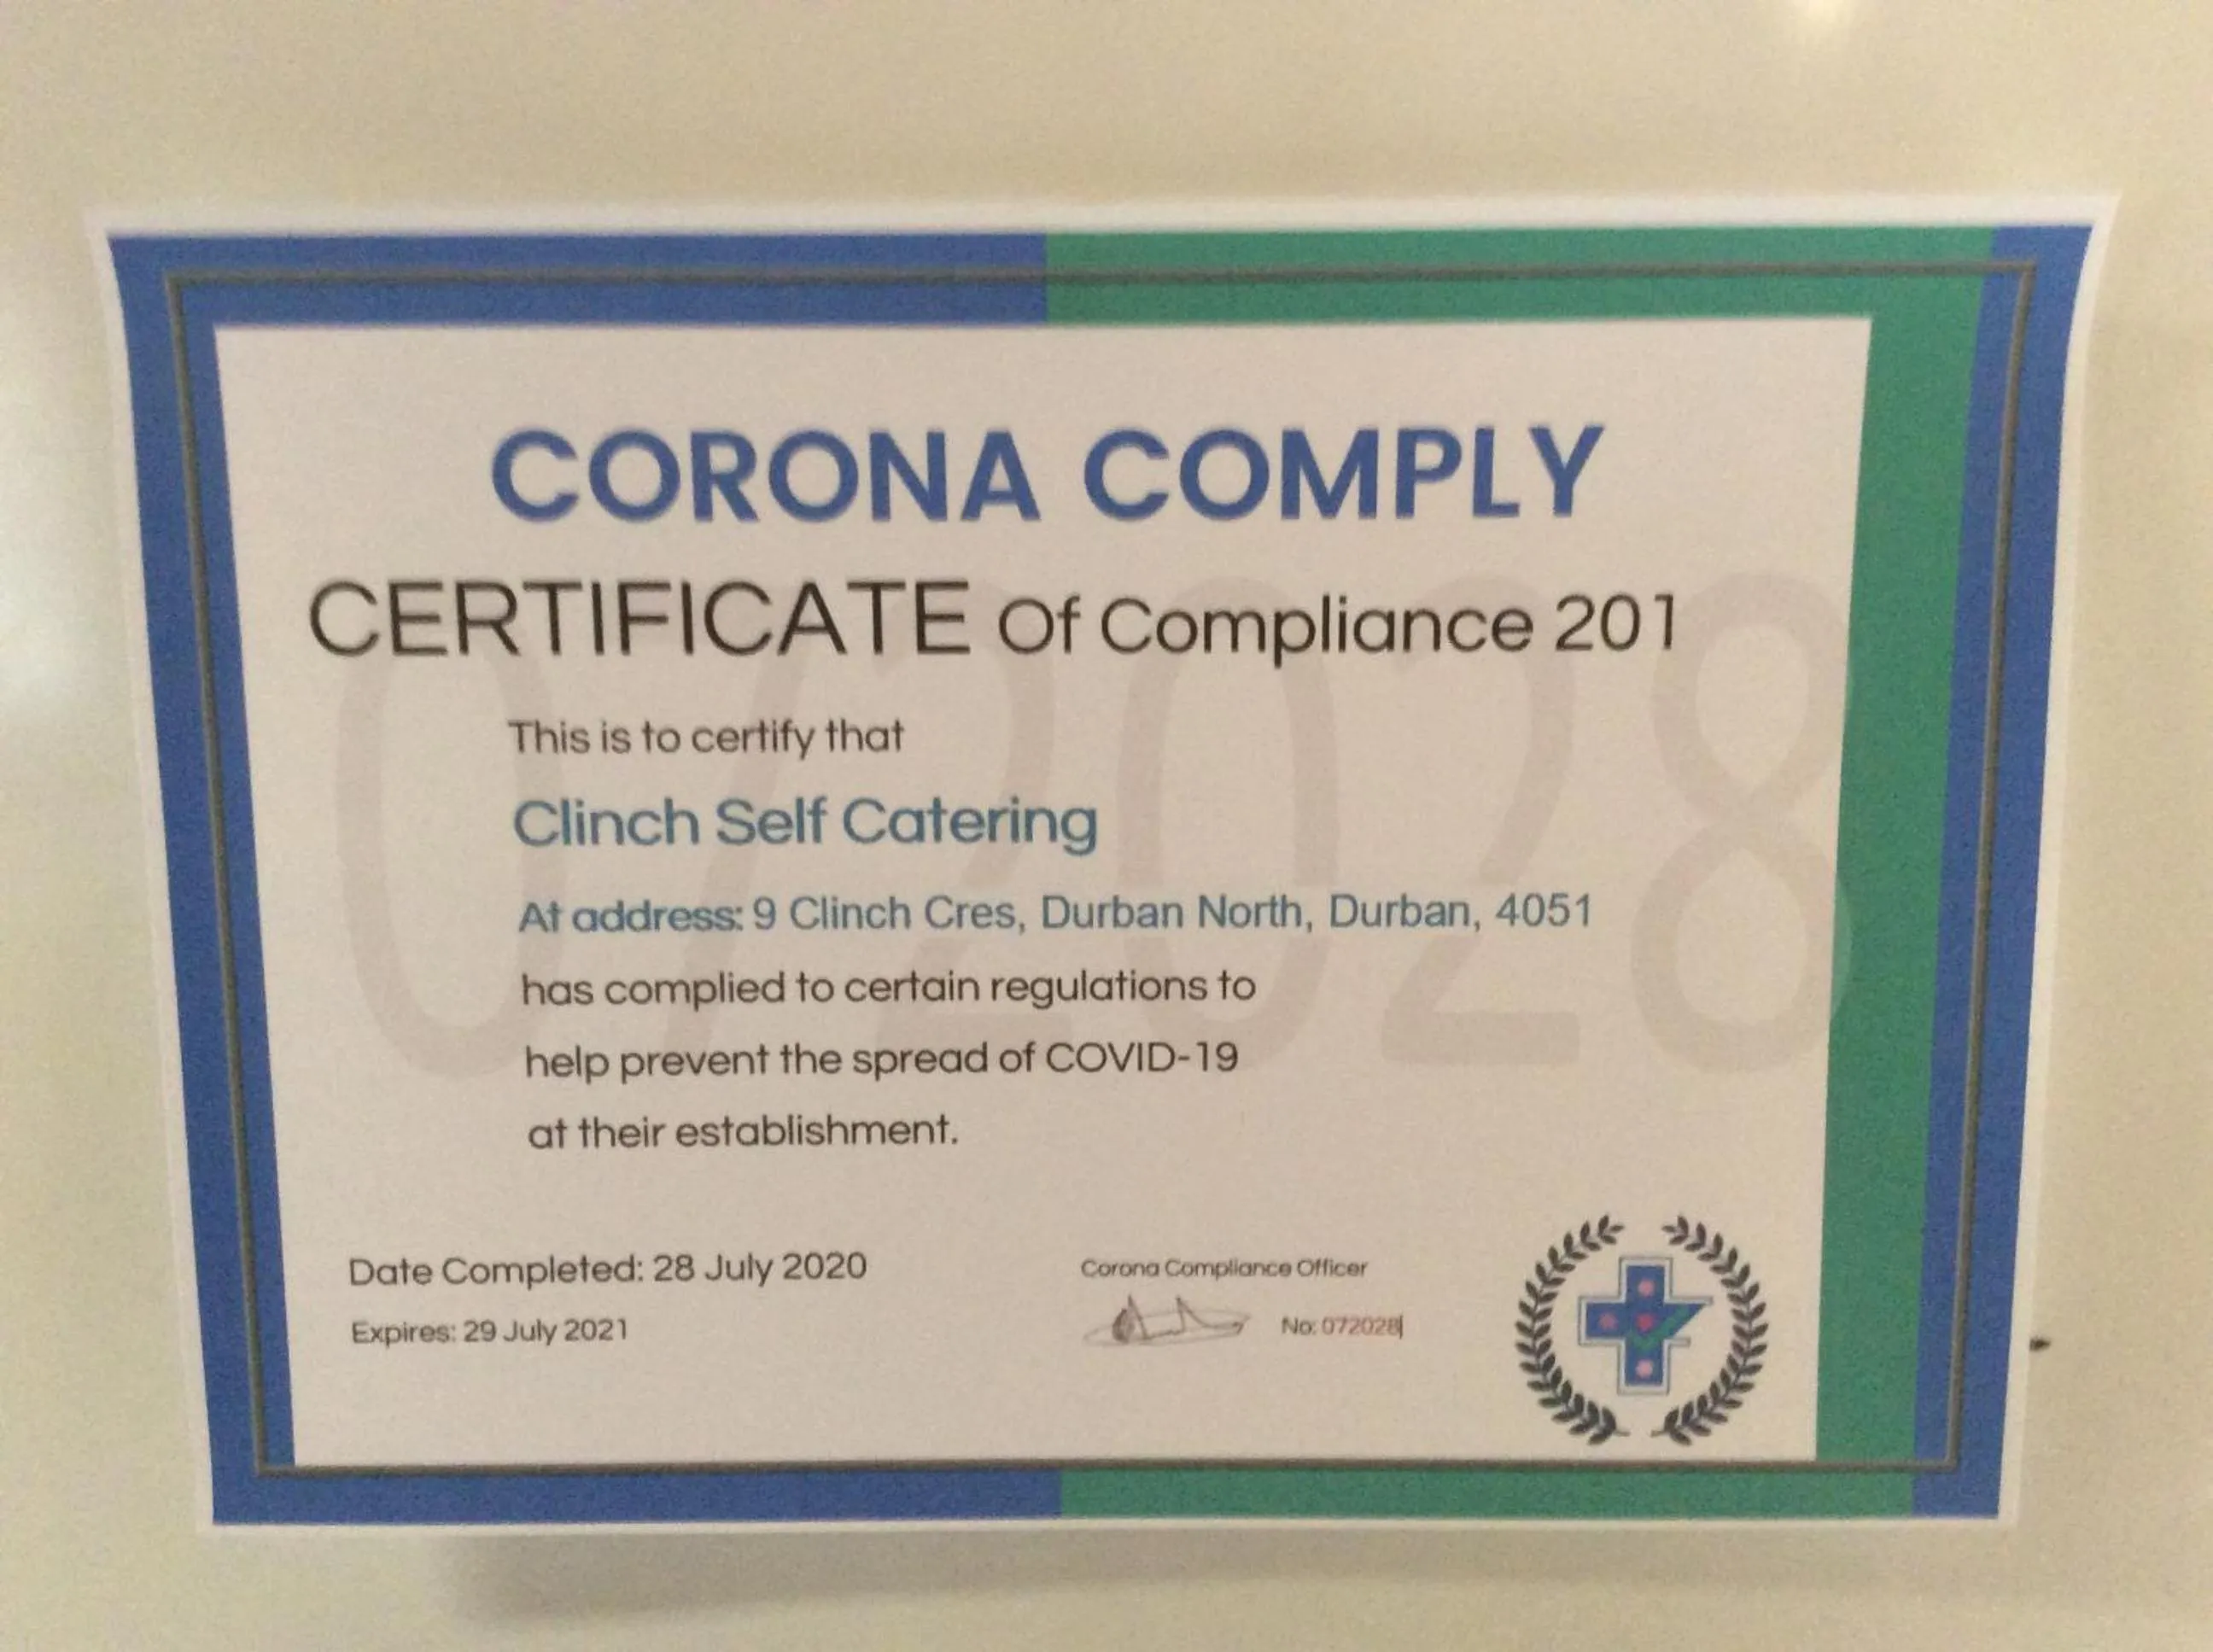 CORONA COMPLY
CERTIFICATE Of Compliance 201
072028
This is to certify that
Clinch Self Catering
At address: 9 Clinch Cres, Durban North, Durban, 4051
has complied to certain regulations to
help prevent the spread of COVID-19
at their establishment.
Date Completed: 28 July 2020
Corona Compliance Officer
Expires: 29 July 2021
No: 072028